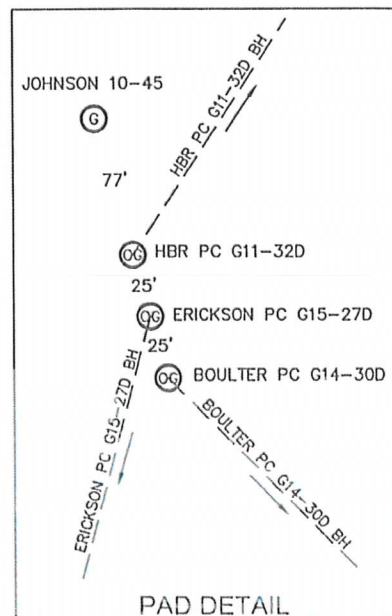 JOHNSON 10-45
G
HBR PC G11-32D BH
77'
OG HBR PC G11-32D
25'
OG ERICKSON PC G15-27D
25'
OG BOULTER PC G14-30D
ERICKSON PC G15-27D BH
BOULTER PC G14-30D BH
PAD DETAIL